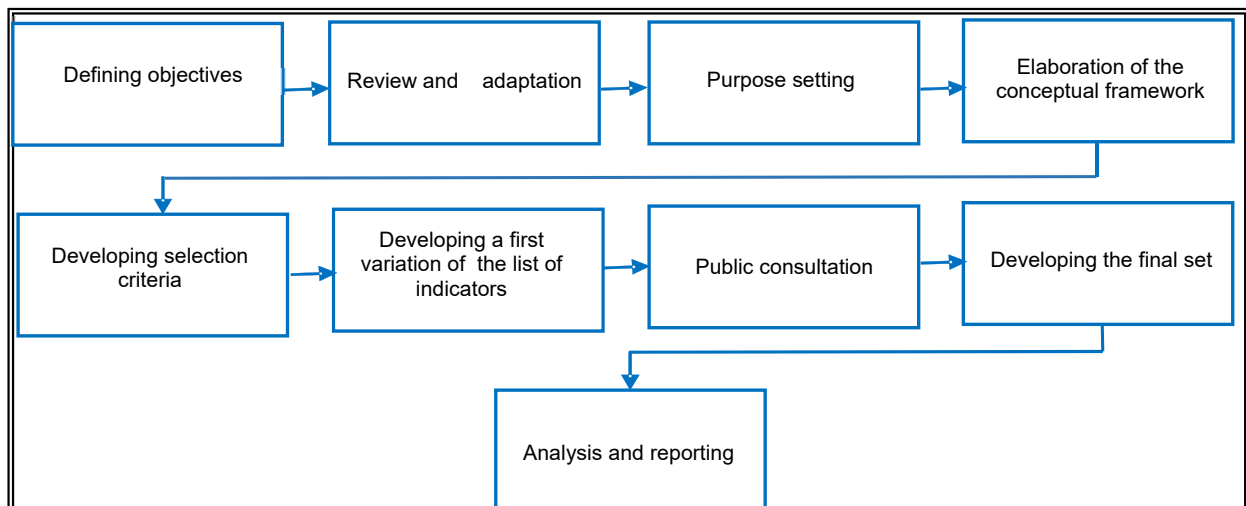 Defining objectives
Review and adaptation
Purpose setting
Elaboration of the
conceptual framework
Developing selection
criteria
Developing a first
variation of the list of
indicators
Public consultation
Developing the final set
Analysis and reporting